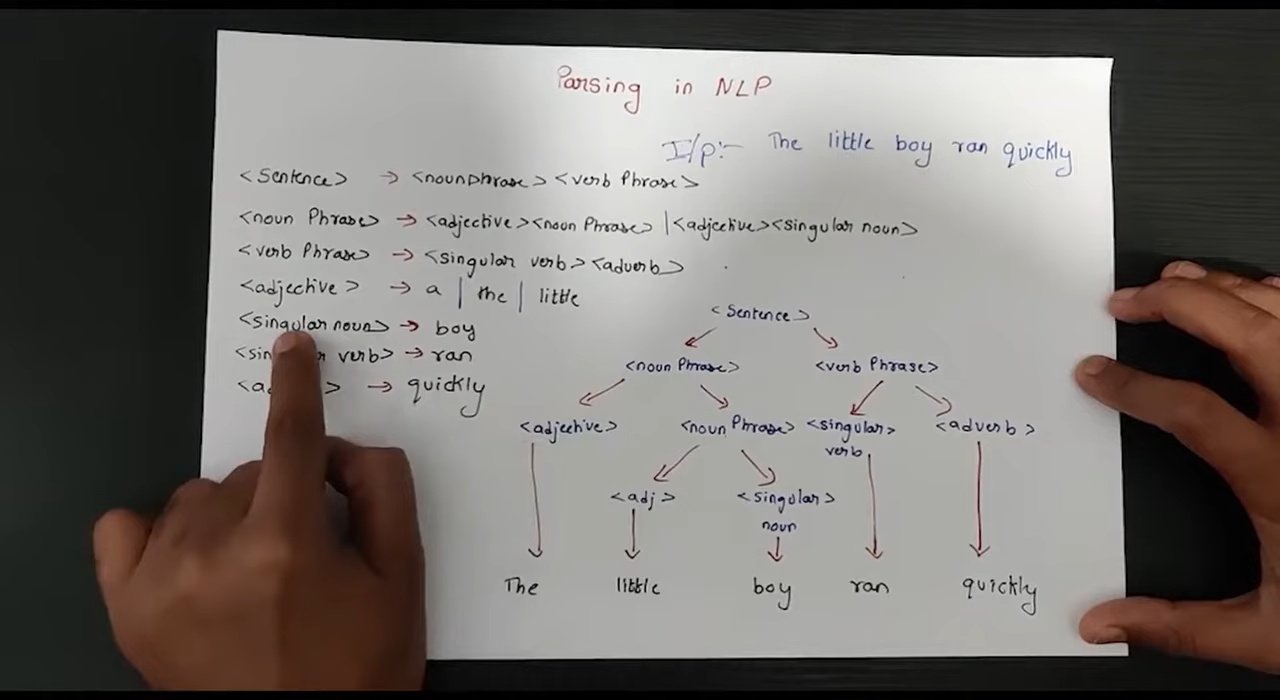 Parsing in NLP
I/p:- The little boy ran quickly
<Sentence> → <noun Phrase> <verb Phrase>
<noun Phrase> → <adjective><noun Phrase> | <adjective><singular noun>
<verb Phrase> → <singular verb><adverb>
<adjective> → a | the | little
<singular noun> → boy
<sin r verb> → ran
<ad > → quickly
<Sentence>
<noun Phrase> <verb Phrase>
<adjective> <noun Phrase> <singular> <adverb>
verb
<adj> <singular>
noun
The little boy ran quickly